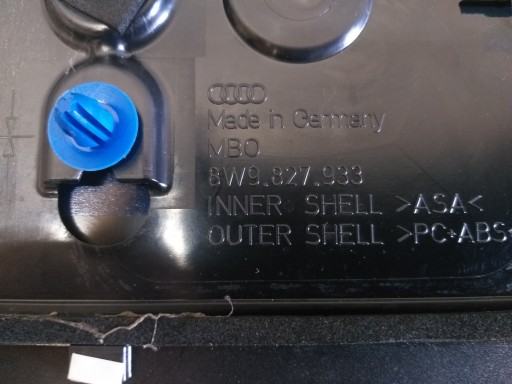 Made in Germany
MBO
8W9.827.933
INNER SHELL >ASA<
OUTER SHELL >PC+ABS<